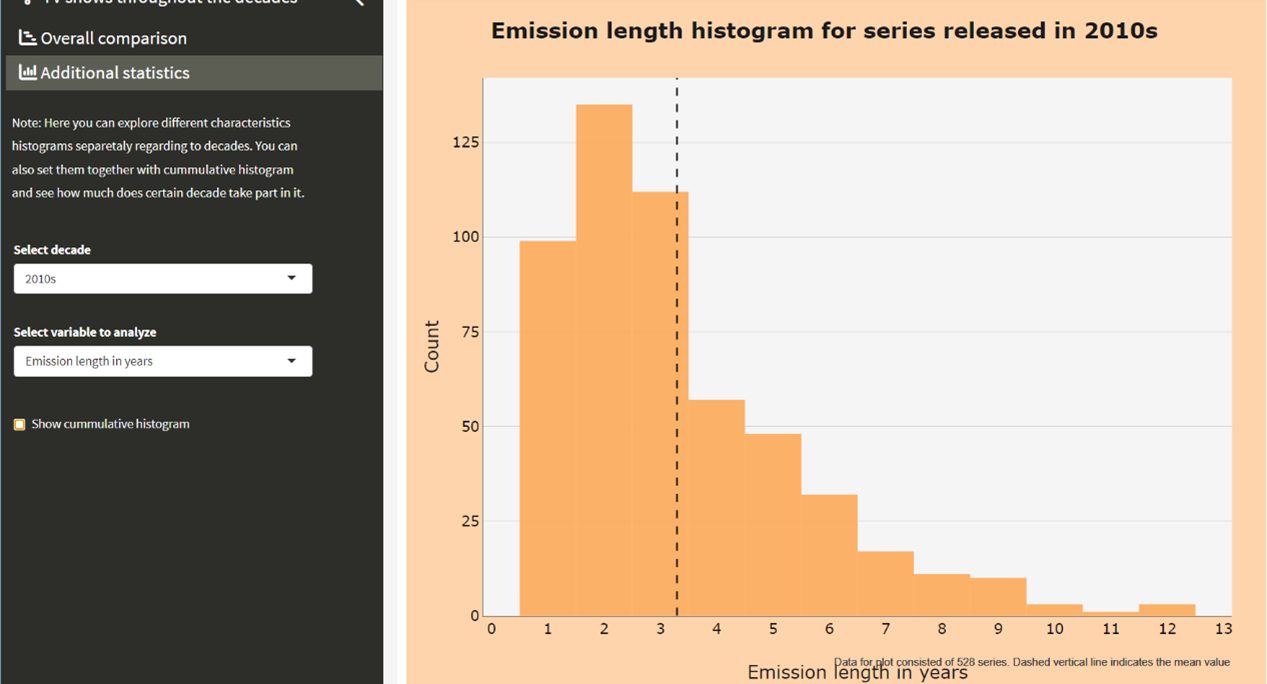 TV shows throughout the decades
Overall comparison
Additional statistics
Note: Here you can explore different characteristics
histograms separetaly regarding to decades. You can
also set them together with cummulative histogram
and see how much does certain decade take part in it.
Select decade
2010s
Select variable to analyze
Emission length in years
Show cummulative histogram
Emission length histogram for series released in 2010s
Count
125
100
75
50
25
0
0 1 2 3 4 5 6 7 8 9 10 11 12 13
Data for plot consisted of 528 series. Dashed vertical line indicates the mean value
Emission length in years